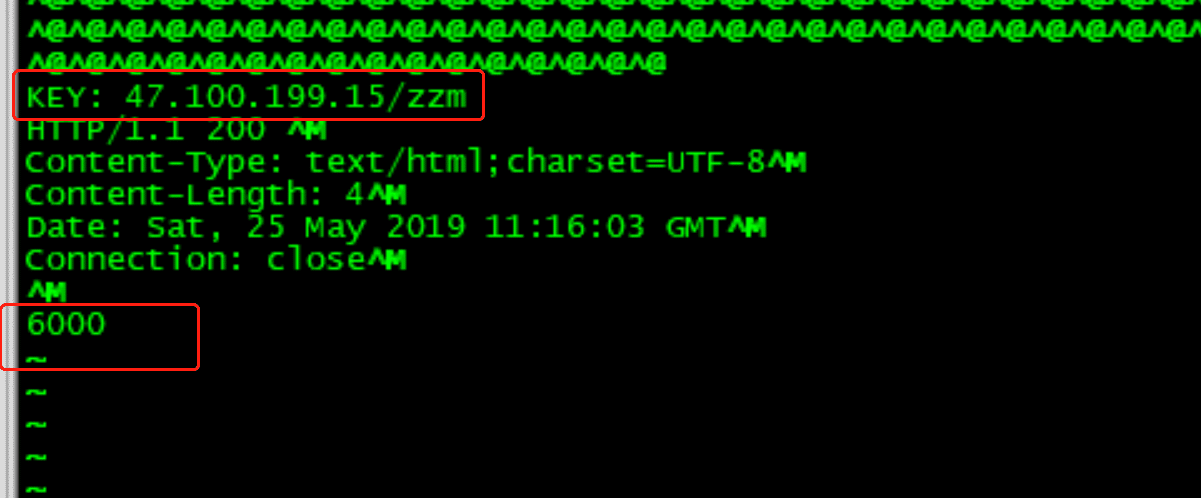 ^@^@^@^@^@^@^@^@^@^@^@^@^@^@^@^@^@^@^@^@^@^@^@^@^@^@^@^@^@^
^@^@^@^@^@^@^@^@^@^@^@^@^@^@^@^@
KEY: 47.100.199.15/zzm
HTTP/1.1 200 ^M
Content-Type: text/html;charset=UTF-8^M
Content-Length: 4^M
Date: Sat, 25 May 2019 11:16:03 GMT^M
Connection: close^M
^M
6000
~
~
~
~
~